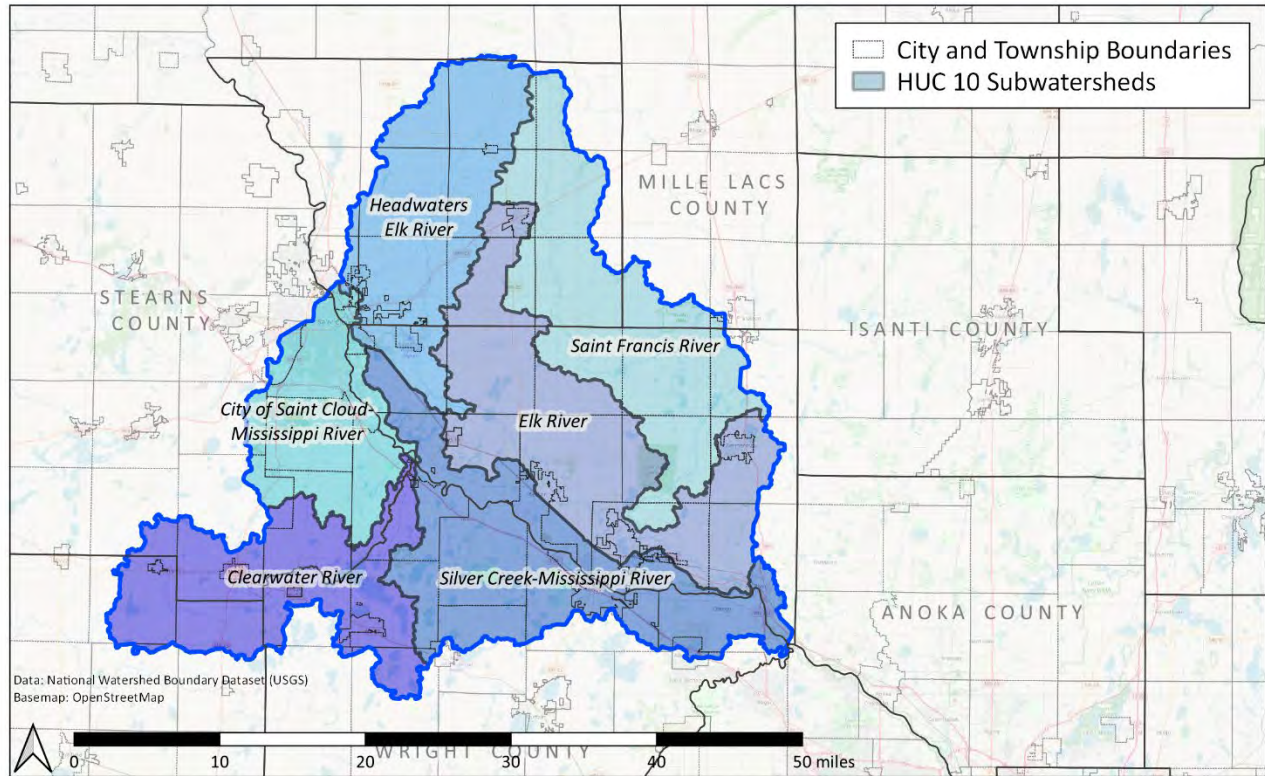 City and Township Boundaries
HUC 10 Subwatersheds
MILLE LACS
COUNTY
Headwaters
Elk River
STEARNS
COUNTY
ISANTI COUNTY
Saint Francis River
City of Saint Cloud-
Mississippi River
Elk River
Clearwater River
Silver Creek-Mississippi River
ANOKA COUNTY
Data: National Watershed Boundary Dataset (USGS)
Basemap: OpenStreetMap
WRIGHT COUNTY
0 10 20 30 40 50 miles